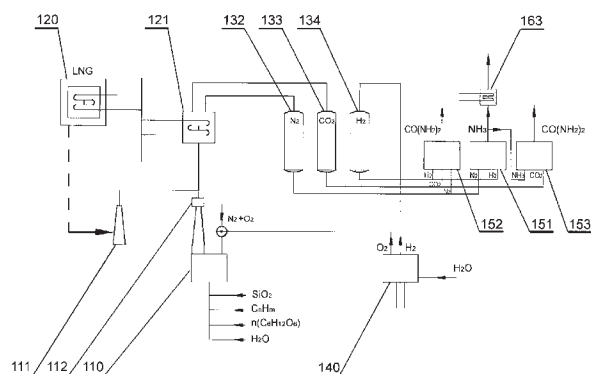 120
121
132
133
134
163
LNG
N₂
CO₂
H₂
CO(NH₂)₂
NH₃
CO(NH₂)₂
H₂
CO₂
N₂
N₂
H₂
NH₃
CO₂
152
151
153
N₂+O₂
O₂
H₂
H₂O
SiO₂
CnHm
n(C₆H₁₂O₆)
H₂O
111
112
110
140